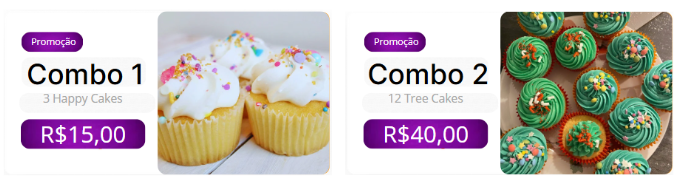 Promoção
Combo 1
3 Happy Cakes
R$15,00
Promoção
Combo 2
12 Tree Cakes
R$40,00